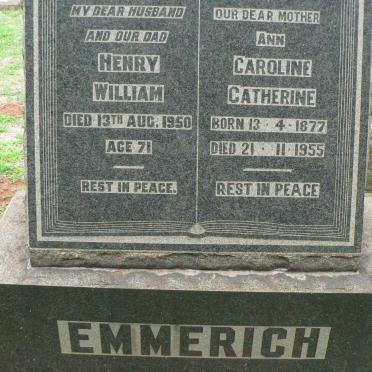 MY DEAR HUSBAND
AND OUR DAD
HENRY
WILLIAM
DIED 13TH AUG. 1950
AGE 71
REST IN PEACE.
OUR DEAR MOTHER
ANN
CAROLINE
CATHERINE
BORN 13 · 4 · 1877
DIED 21 · 11 · 1955
REST IN PEACE
EMMERICH